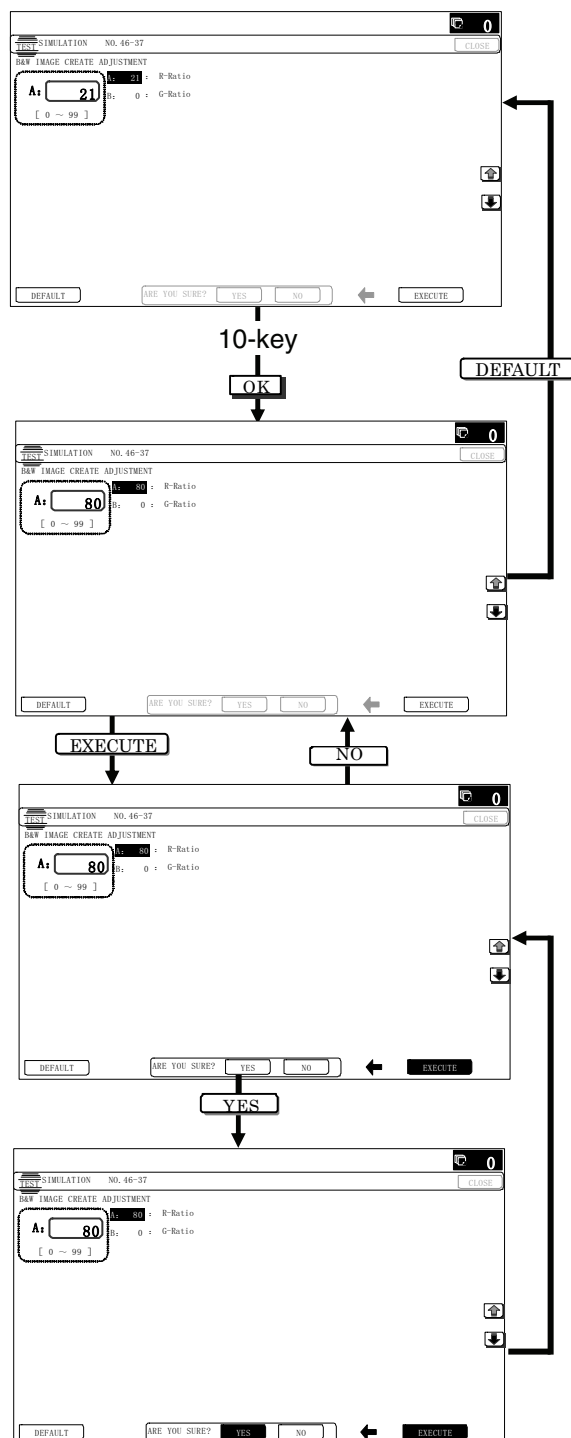 0
TEST SIMULATION NO. 46-37 CLOSE
B&W IMAGE CREATE ADJUSTMENT
A: 21 : R-Ratio
B: 0 : G-Ratio
A: 21
[ 0 ~ 99 ]
DEFAULT ARE YOU SURE? YES NO EXECUTE
10-key
OK
DEFAULT
0
TEST SIMULATION NO. 46-37 CLOSE
B&W IMAGE CREATE ADJUSTMENT
A: 80 : R-Ratio
B: 0 : G-Ratio
A: 80
[ 0 ~ 99 ]
DEFAULT ARE YOU SURE? YES NO EXECUTE
EXECUTE
NO
0
TEST SIMULATION NO. 46-37 CLOSE
B&W IMAGE CREATE ADJUSTMENT
A: 80 : R-Ratio
B: 0 : G-Ratio
A: 80
[ 0 ~ 99 ]
DEFAULT ARE YOU SURE? YES NO EXECUTE
YES
0
TEST SIMULATION NO. 46-37 CLOSE
B&W IMAGE CREATE ADJUSTMENT
A: 80 : R-Ratio
B: 0 : G-Ratio
A: 80
[ 0 ~ 99 ]
DEFAULT ARE YOU SURE? YES NO EXECUTE